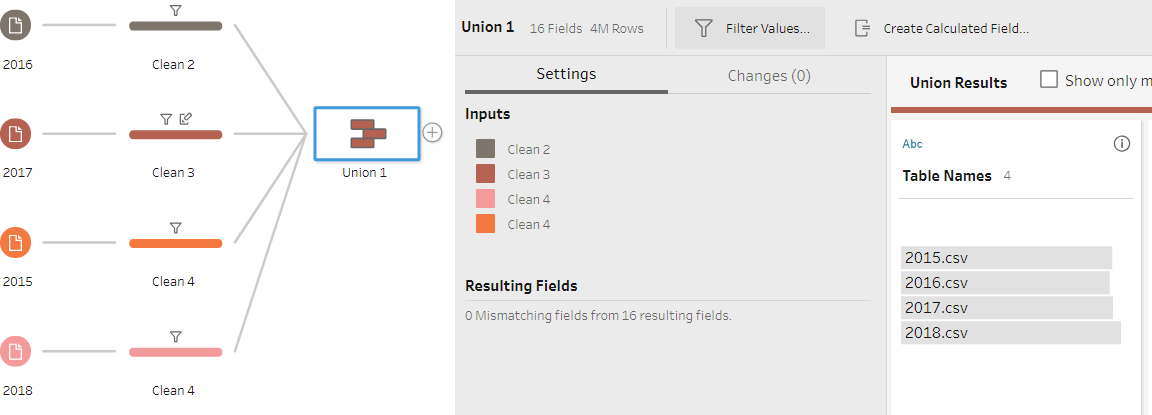 2016
Clean 2
2017
Clean 3
2015
Clean 4
2018
Clean 4
Union 1
Union 1 16 Fields 4M Rows Filter Values... Create Calculated Field...
Settings Changes (0)
Inputs
Clean 2
Clean 3
Clean 4
Clean 4
Resulting Fields
0 Mismatching fields from 16 resulting fields.
Union Results Show only m
Abc
Table Names 4
2015.csv
2016.csv
2017.csv
2018.csv